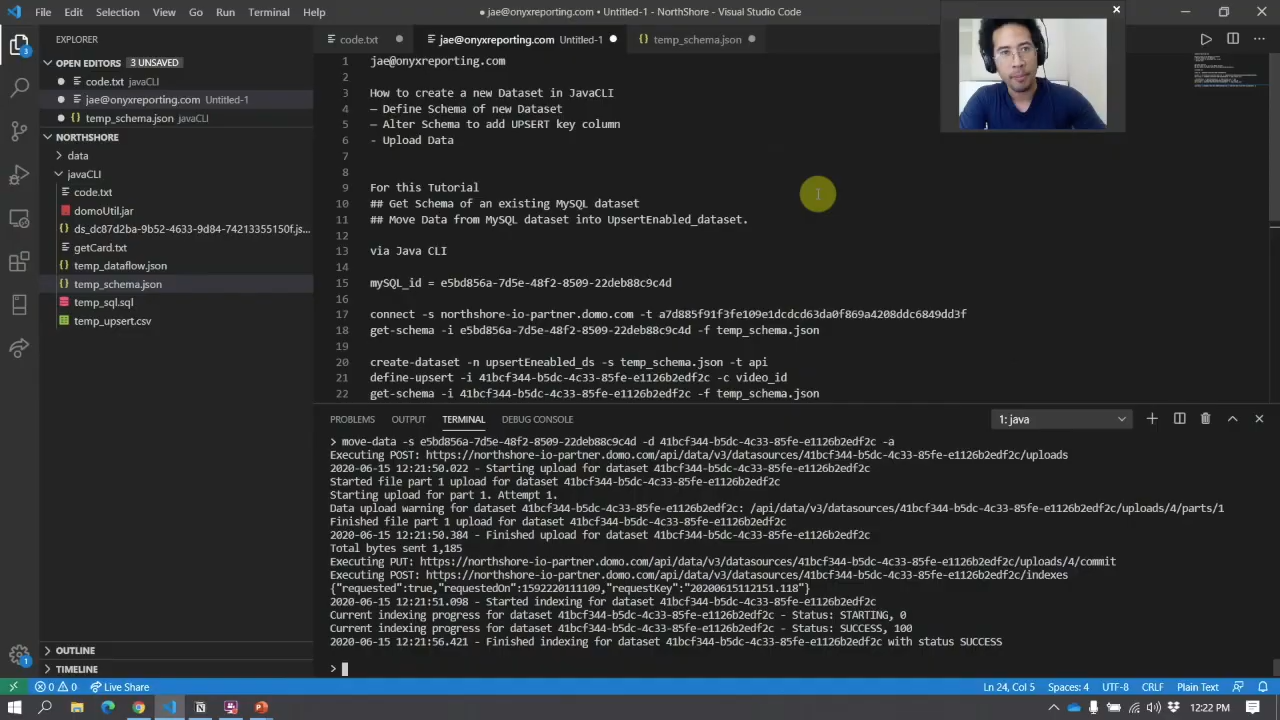 File Edit Selection View Go Run Terminal Help
jae@onyxreporting.com • Untitled-1 - NorthShore - Visual Studio Code
EXPLORER
OPEN EDITORS 3 UNSAVED
code.txt javaCLI
jae@onyxreporting.com Untitled-1
temp_schema.json javaCLI
NORTHSHORE
data
javaCLI
code.txt
domoUtil.jar
ds_dc87d2ba-9b52-4633-9d84-74213355150f.js...
getCard.txt
temp_dataflow.json
temp_schema.json
temp_sql.sql
temp_upsert.csv
OUTLINE
TIMELINE
code.txt
jae@onyxreporting.com Untitled-1
temp_schema.json
1 jae@onyxreporting.com
2
3 How to create a new Dataset in JavaCLI
4 — Define Schema of new Dataset
5 — Alter Schema to add UPSERT key column
6 - Upload Data
7
8
9 For this Tutorial
10 ## Get Schema of an existing MySQL dataset
11 ## Move Data from MySQL dataset into UpsertEnabled_dataset.
12
13 via Java CLI
14
15 mySQL_id = e5bd856a-7d5e-48f2-8509-22deb88c9c4d
16
17 connect -s northshore-io-partner.domo.com -t a7d885f91f3fe109e1dcdcd63da0f869a4208ddc6849dd3f
18 get-schema -i e5bd856a-7d5e-48f2-8509-22deb88c9c4d -f temp_schema.json
19
20 create-dataset -n upsertEneabled_ds -s temp_schema.json -t api
21 define-upsert -i 41bcf344-b5dc-4c33-85fe-e1126b2edf2c -c video_id
22 get-schema -i 41bcf344-b5dc-4c33-85fe-e1126b2edf2c -f temp_schema.json
PROBLEMS OUTPUT TERMINAL DEBUG CONSOLE 1: java
> move-data -s e5bd856a-7d5e-48f2-8509-22deb88c9c4d -d 41bcf344-b5dc-4c33-85fe-e1126b2edf2c -a
Executing POST: https://northshore-io-partner.domo.com/api/data/v3/datasources/41bcf344-b5dc-4c33-85fe-e1126b2edf2c/uploads
2020-06-15 12:21:50.022 - Starting upload for dataset 41bcf344-b5dc-4c33-85fe-e1126b2edf2c
Started file part 1 upload for dataset 41bcf344-b5dc-4c33-85fe-e1126b2edf2c
Starting upload for part 1. Attempt 1.
Data upload warning for dataset 41bcf344-b5dc-4c33-85fe-e1126b2edf2c: /api/data/v3/datasources/41bcf344-b5dc-4c33-85fe-e1126b2edf2c/uploads/4/parts/1
Finished file part 1 upload for dataset 41bcf344-b5dc-4c33-85fe-e1126b2edf2c
2020-06-15 12:21:50.384 - Finished upload for dataset 41bcf344-b5dc-4c33-85fe-e1126b2edf2c
Total bytes sent 1,185
Executing PUT: https://northshore-io-partner.domo.com/api/data/v3/datasources/41bcf344-b5dc-4c33-85fe-e1126b2edf2c/uploads/4/commit
Executing POST: https://northshore-io-partner.domo.com/api/data/v3/datasources/41bcf344-b5dc-4c33-85fe-e1126b2edf2c/indexes
{"requested":true,"requestedOn":1592220111109,"requestKey":"20200615112151.118"}
2020-06-15 12:21:51.098 - Started indexing for dataset 41bcf344-b5dc-4c33-85fe-e1126b2edf2c
Current indexing progress for dataset 41bcf344-b5dc-4c33-85fe-e1126b2edf2c - Status: STARTING, 0
Current indexing progress for dataset 41bcf344-b5dc-4c33-85fe-e1126b2edf2c - Status: SUCCESS, 100
2020-06-15 12:21:56.421 - Finished indexing for dataset 41bcf344-b5dc-4c33-85fe-e1126b2edf2c with status SUCCESS
>
0 0 Live Share Ln 24, Col 5 Spaces: 4 UTF-8 CRLF Plain Text
12:22 PM